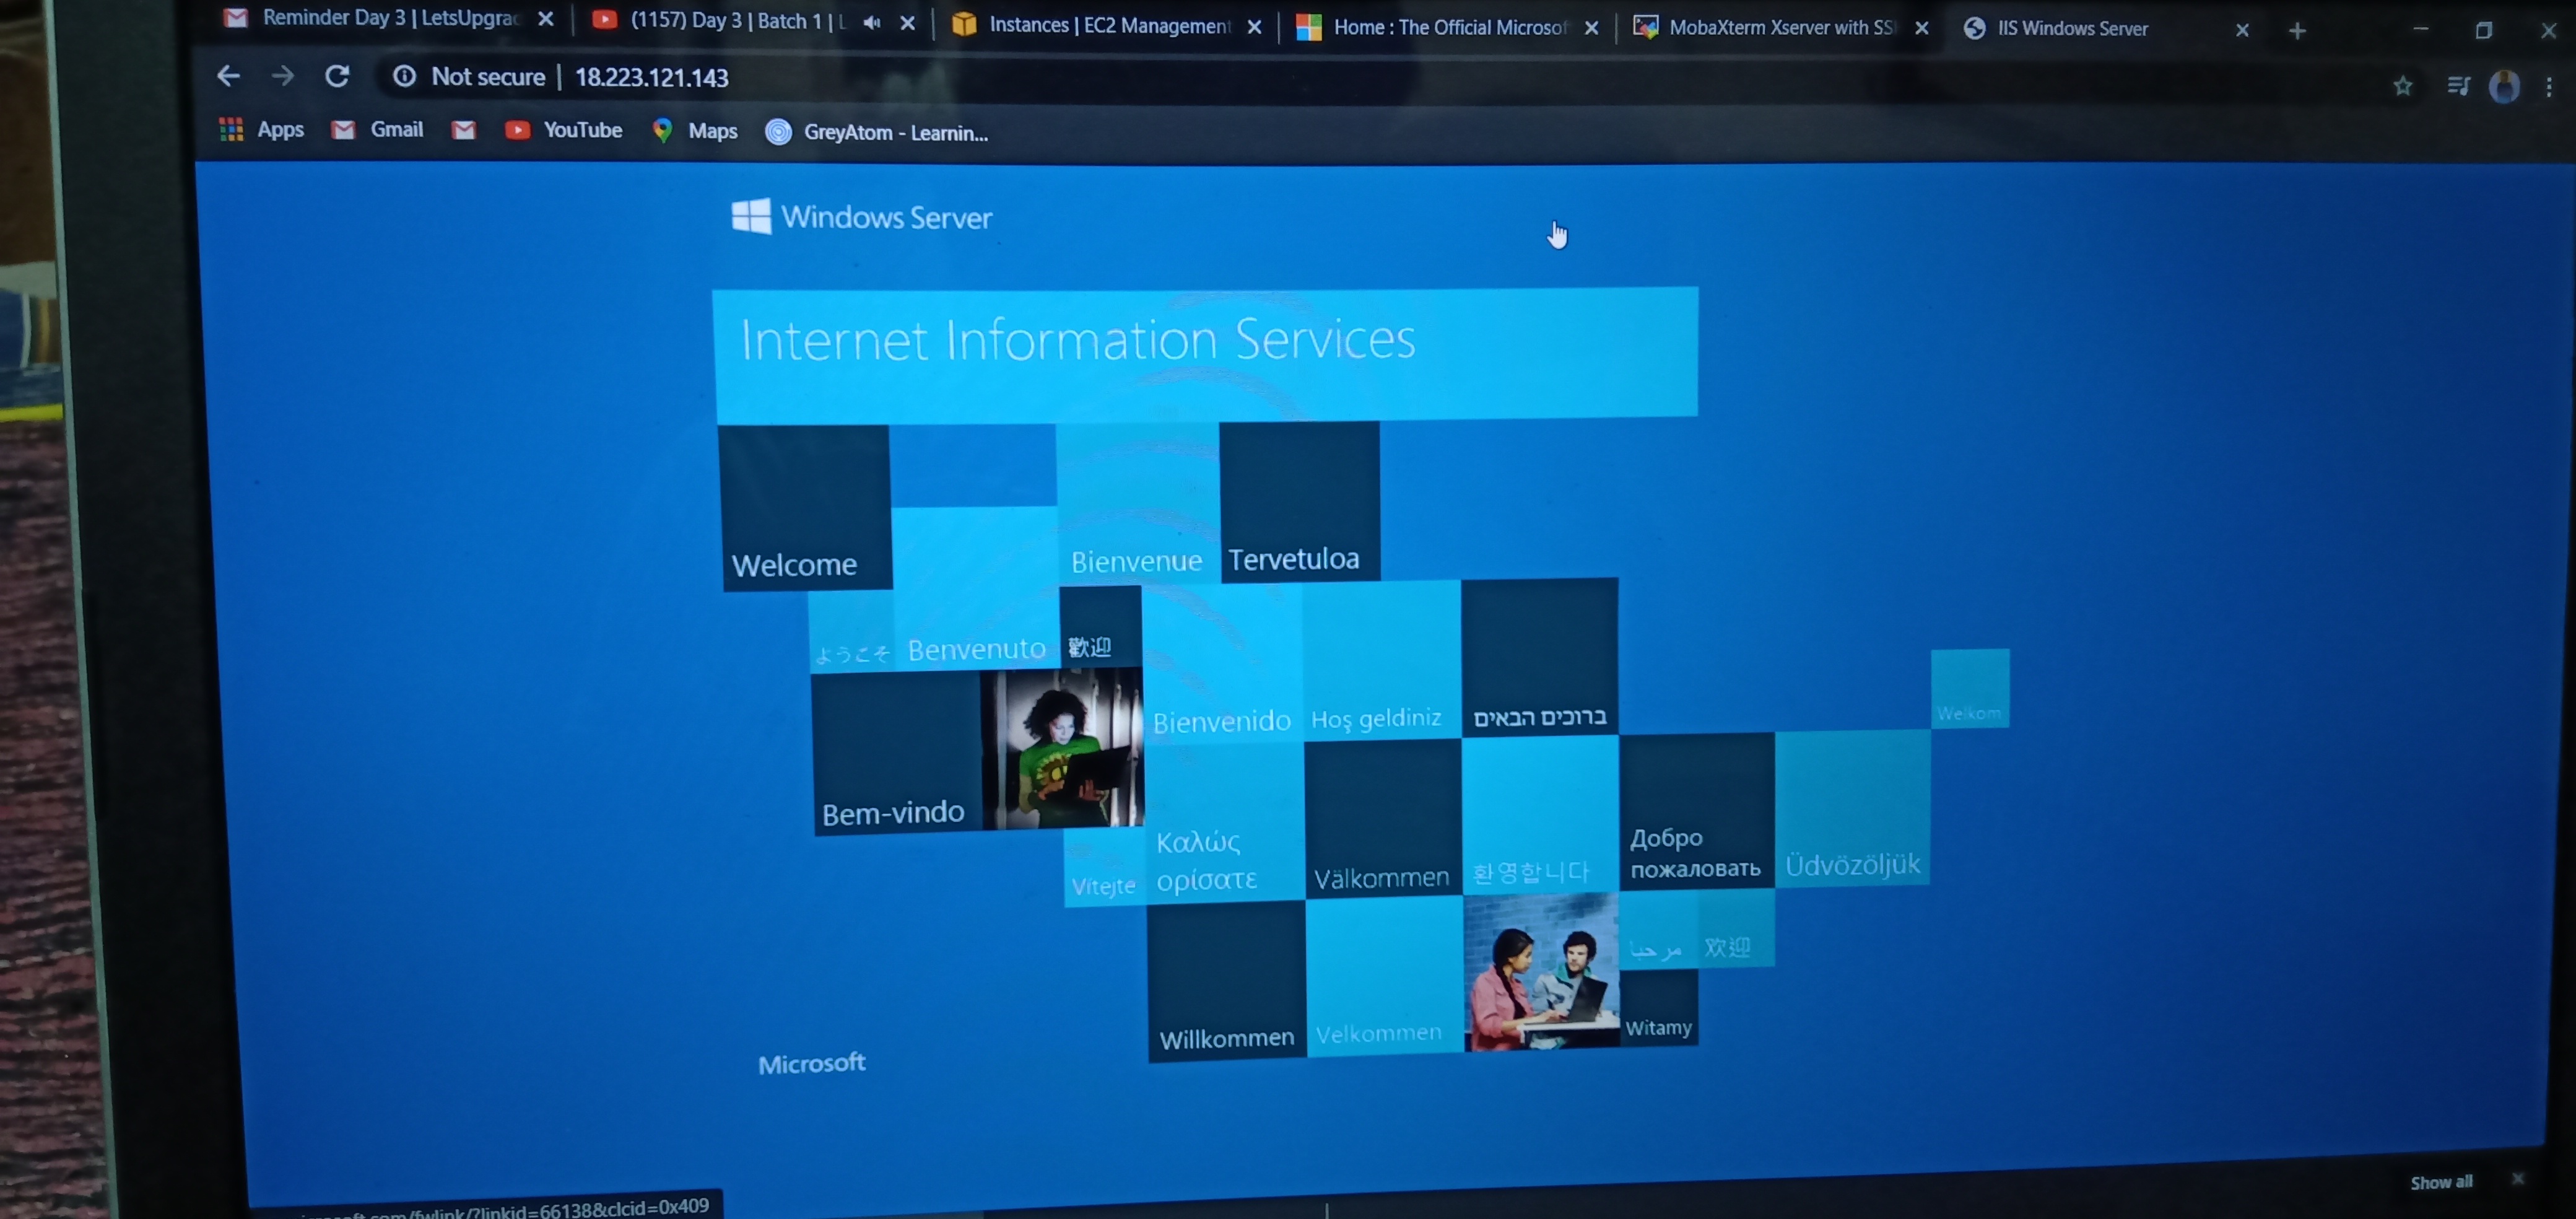 Reminder Day 3 | LetsUpgrac
(1157) Day 3 | Batch 1 | L
Instances | EC2 Management
Home : The Official Microsof
MobaXterm Xserver with SS
IIS Windows Server
Not secure | 18.223.121.143
Apps
Gmail
YouTube
Maps
GreyAtom - Learnin...
Windows Server
Internet Information Services
Welcome
Bienvenue
Tervetuloa
ようこそ
Benvenuto
歡迎
Bienvenido
Hoş geldiniz
ברוכים הבאים
Welkom
Bem-vindo
Vítejte
Καλώς
ορίσατε
Välkommen
환영합니다
Добро
пожаловать
Üdvözöljük
Willkommen
Velkommen
مرحبا
欢迎
Witamy
Microsoft
Show all
rosoft.com/fwlink/?linkid=66138&clcid=0x409